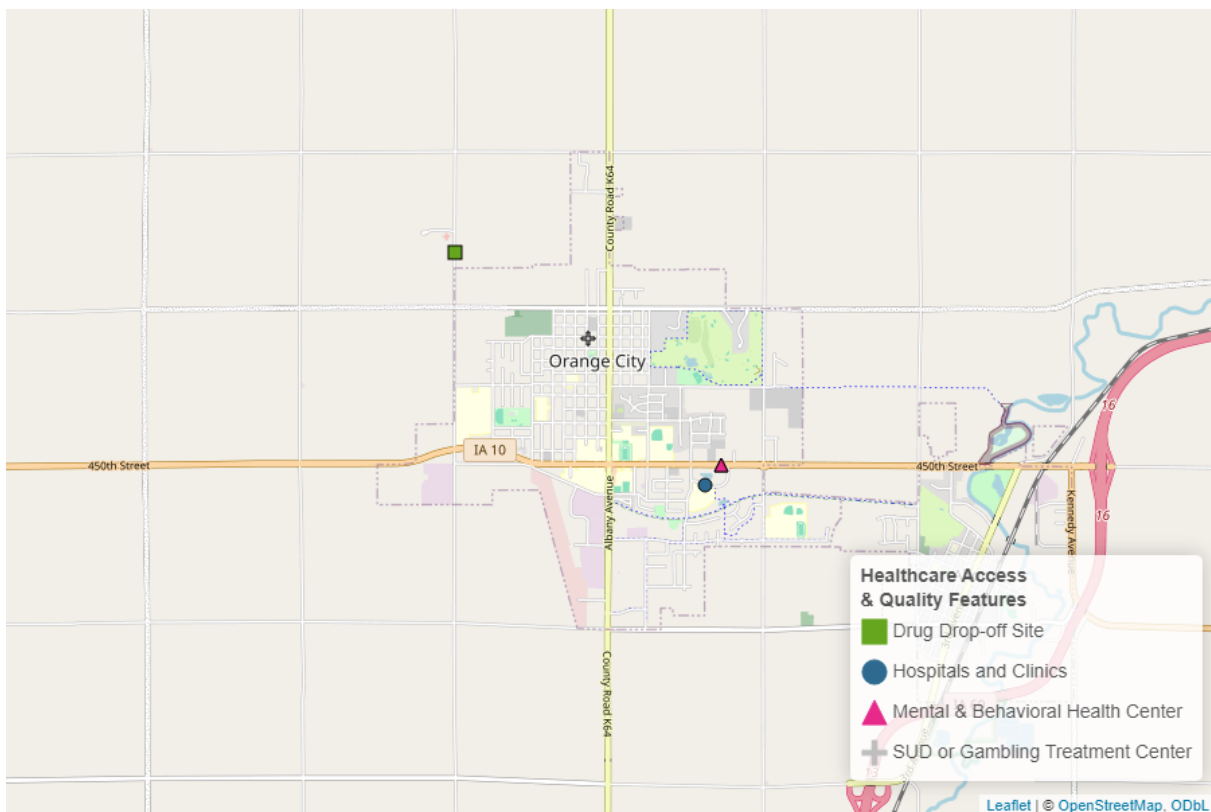 County Road K64
Orange City
IA 10
450th Street
450th Street
Albany Avenue
16
16
Kennedy Avenue
County Road K64
3rd Avenue
13
Healthcare Access
& Quality Features
Drug Drop-off Site
Hospitals and Clinics
Mental & Behavioral Health Center
SUD or Gambling Treatment Center
Leaflet | © OpenStreetMap, ODbL